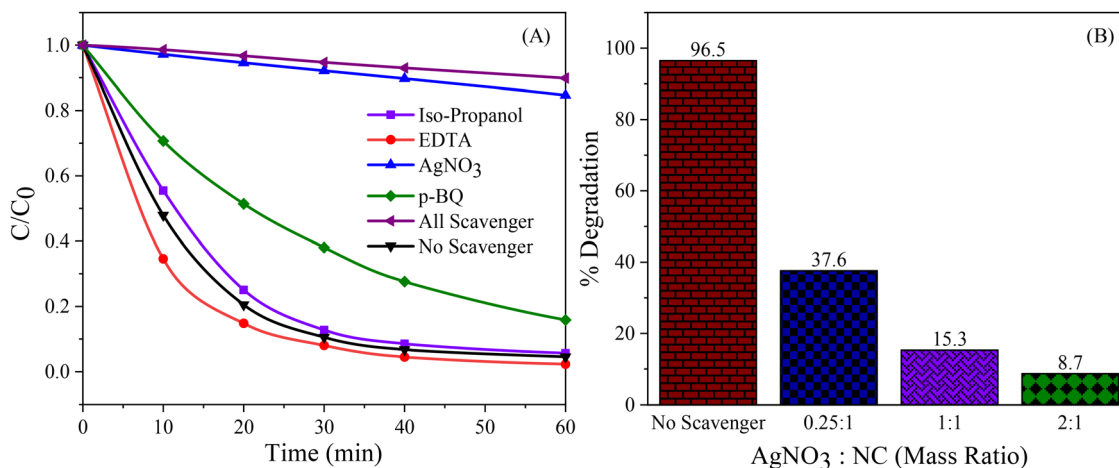 (A)
1.0
0.8
0.6
0.4
0.2
0.0
C/C₀
Iso-Propanol
EDTA
AgNO₃
p-BQ
All Scavenger
No Scavenger
0 10 20 30 40 50 60
Time (min)
(B)
100
80
60
40
20
0
% Degradation
96.5
37.6
15.3
8.7
No Scavenger 0.25:1 1:1 2:1
AgNO₃ : NC (Mass Ratio)